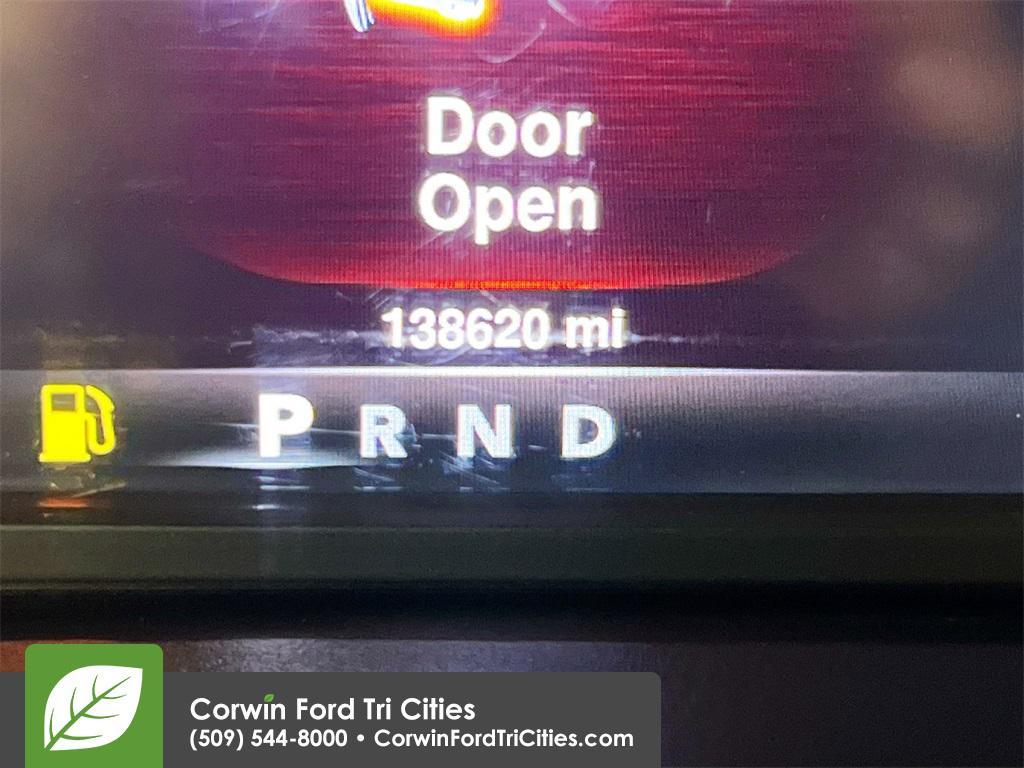 Door
Open
138620 mi
P R N D
Corwin Ford Tri Cities
(509) 544-8000 • CorwinFordTriCities.com